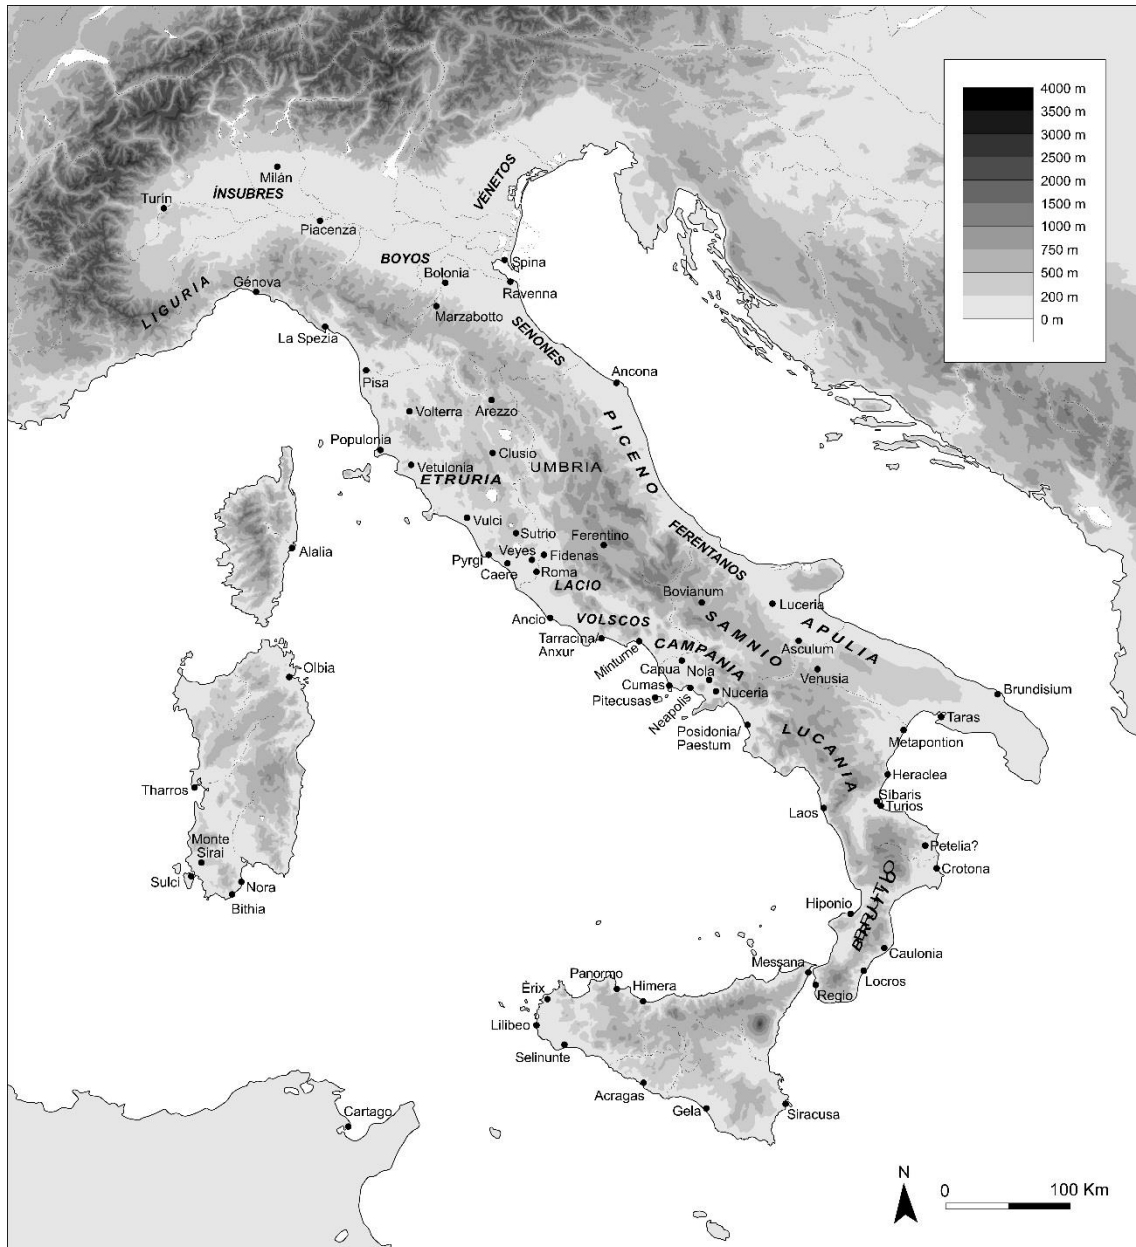 4000 m
3500 m
3000 m
2500 m
2000 m
1500 m
1000 m
750 m
500 m
200 m
0 m
VÉNETOS
Milán
ÍNSUBRES
Turín
Piacenza
BOYOS
Spina
Bolonia
Ravenna
LIGURIA
Génova
Marzabotto
SENONES
La Spezia
Pisa
Ancona
Volterra
Arezzo
PICENO
Populonia
Clusio
Vetulonia
UMBRIA
ETRURIA
Vulci
Sutrio
Ferentino
FERENTANOS
Alalia
Veyes
Fidenas
Pyrgi
Caere
Roma
LACIO
Bovianum
Luceria
Ancio
VOLSCOS
SAMNIO
APULIA
Tarracina/
Anxur
Minturne
CAMPANIA
Asculum
Capua
Nola
Venusia
Olbia
Cumas
Nuceria
Brundisium
Pitecusas
Neapolis
Taras
Posidonia/
Paestum
LUCANIA
Metapontion
Heraclea
Tharros
Sibaris
Turios
Laos
Monte
Sirai
Petelia?
Crotona
Sulci
Nora
Bithia
BRUTTIO
Hiponio
Caulonia
Messana
Locros
Panormo
Regio
Érix
Himera
Lilibeo
Selinunte
Acragas
Gela
Siracusa
Cartago
N
0 100 Km